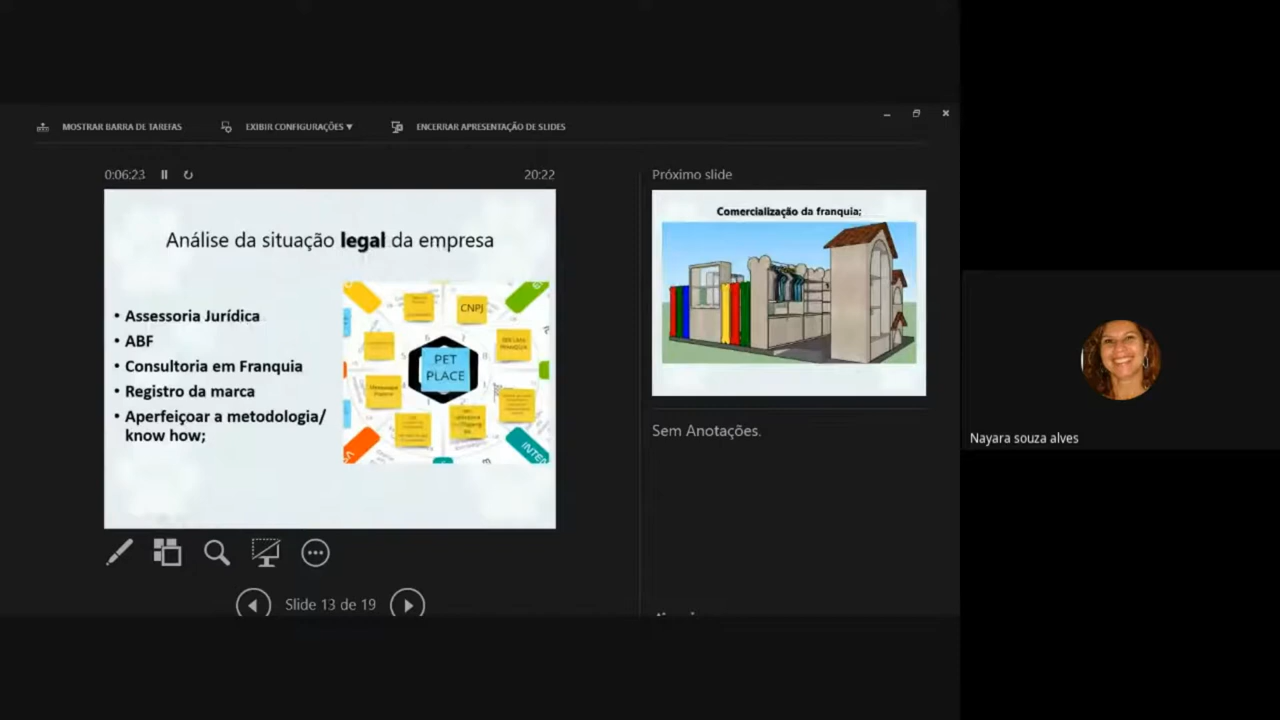 MOSTRAR BARRA DE TAREFAS
EXIBIR CONFIGURAÇÕES ▾
ENCERRAR APRESENTAÇÃO DE SLIDES
0:06:23
20:22
Análise da situação legal da empresa
• Assessoria Jurídica
• ABF
• Consultoria em Franquia
• Registro da marca
• Aperfeiçoar a metodologia/
know how;
CNPJ
PET
PLACE
Slide 13 de 19
Próximo slide
Comercialização da franquia;
Sem Anotações.
Nayara souza alves